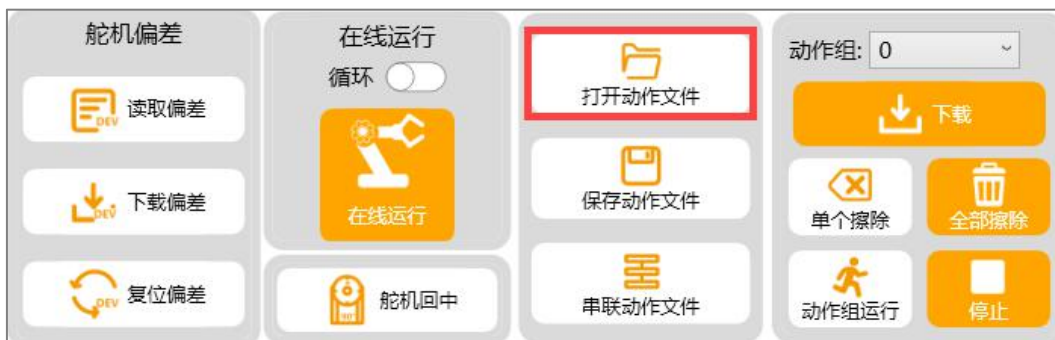 舵机偏差
DEV 读取偏差
DEV 下载偏差
DEV 复位偏差
在线运行
循环
在线运行
舵机回中
打开动作文件
保存动作文件
串联动作文件
动作组: 0
下载
单个擦除
全部擦除
动作组运行
停止